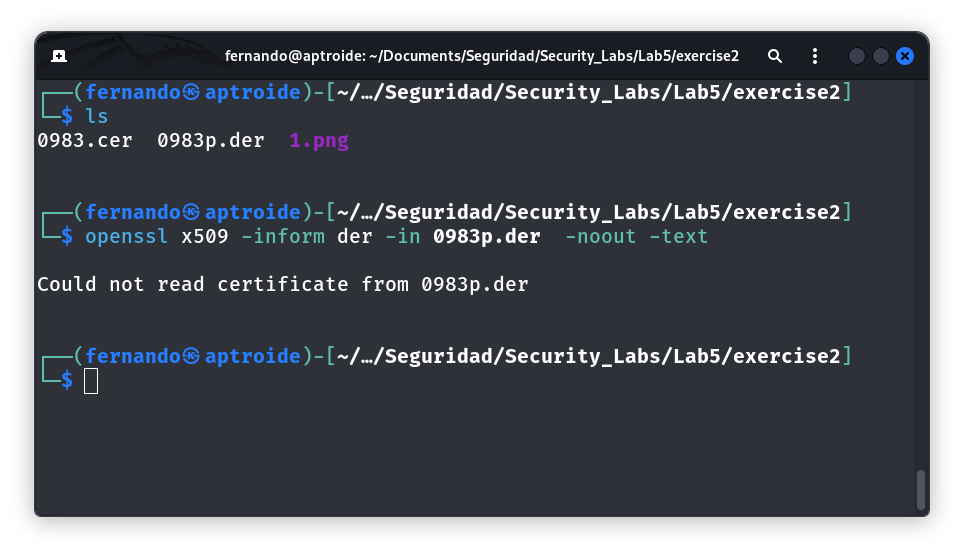 fernando@aptroide: ~/Documents/Seguridad/Security_Labs/Lab5/exercise2
┌──(fernando㉿aptroide)-[~/…/Seguridad/Security_Labs/Lab5/exercise2]
└─$ ls
0983.cer  0983p.der  1.png
┌──(fernando㉿aptroide)-[~/…/Seguridad/Security_Labs/Lab5/exercise2]
└─$ openssl x509 -inform der -in 0983p.der  -noout -text
Could not read certificate from 0983p.der
┌──(fernando㉿aptroide)-[~/…/Seguridad/Security_Labs/Lab5/exercise2]
└─$